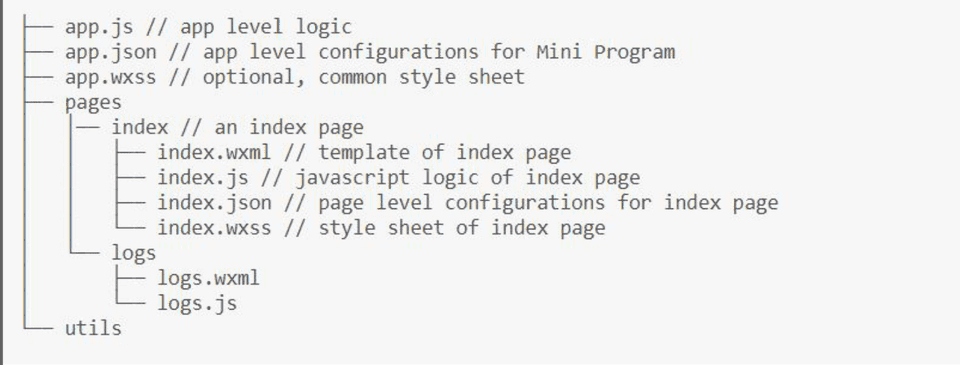 ├── app.js // app level logic
├── app.json // app level configurations for Mini Program
├── app.wxss // optional, common style sheet
├── pages
│   │── index // an index page
│   │   ├── index.wxml // template of index page
│   │   ├── index.js // javascript logic of index page
│   │   ├── index.json // page level configurations for index page
│   │   └── index.wxss // style sheet of index page
│   └── logs
│       ├── logs.wxml
│       └── logs.js
└── utils